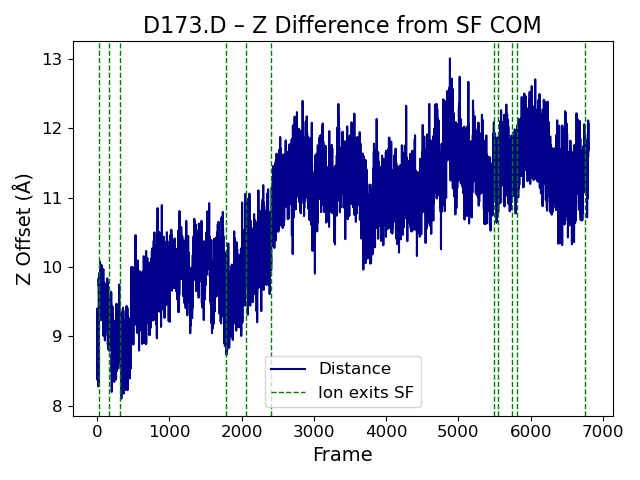 D173.D – Z Difference from SF COM
Z Offset (Å)
13
12
11
10
9
8
Distance
Ion exits SF
0 1000 2000 3000 4000 5000 6000 7000
Frame